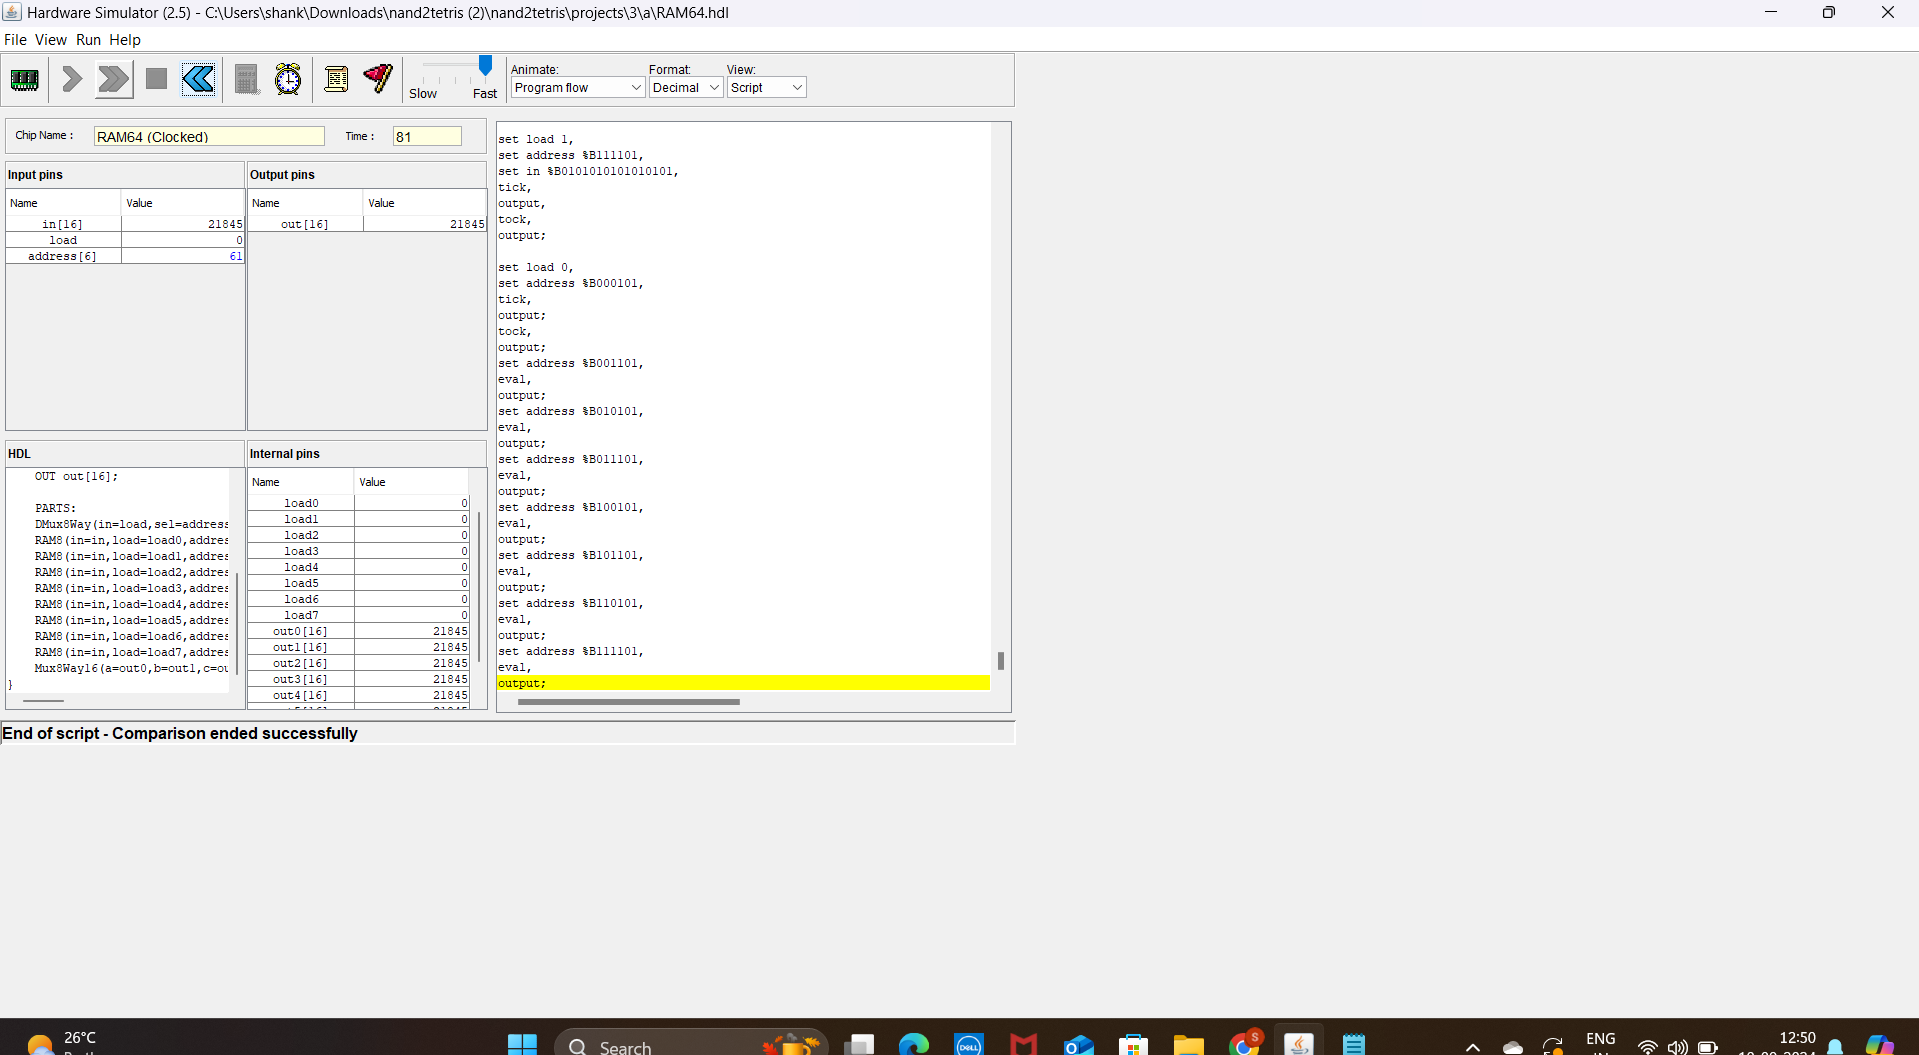 Hardware Simulator (2.5) - C:\Users\shank\Downloads\nand2tetris (2)\nand2tetris\projects\3\a\RAM64.hdl
File View Run Help
Slow Fast
Animate:
Program flow
Format:
Decimal
View:
Script
Chip Name : RAM64 (Clocked) Time : 81
Input pins
Name Value
in[16] 21845
load 0
address[6] 61
Output pins
Name Value
out[16] 21845
HDL
OUT out[16];
PARTS:
DMux8Way(in=load,sel=address
RAM8(in=in,load=load0,addres
RAM8(in=in,load=load1,addres
RAM8(in=in,load=load2,addres
RAM8(in=in,load=load3,addres
RAM8(in=in,load=load4,addres
RAM8(in=in,load=load5,addres
RAM8(in=in,load=load6,addres
RAM8(in=in,load=load7,addres
Mux8Way16(a=out0,b=out1,c=ou
}
Internal pins
Name Value
load0 0
load1 0
load2 0
load3 0
load4 0
load5 0
load6 0
load7 0
out0[16] 21845
out1[16] 21845
out2[16] 21845
out3[16] 21845
out4[16] 21845
set load 1,
set address %B111101,
set in %B0101010101010101,
tick,
output,
tock,
output;
set load 0,
set address %B000101,
tick,
output;
tock,
output;
set address %B001101,
eval,
output;
set address %B010101,
eval,
output;
set address %B011101,
eval,
output;
set address %B100101,
eval,
output;
set address %B101101,
eval,
output;
set address %B110101,
eval,
output;
set address %B111101,
eval,
output;
End of script - Comparison ended successfully
26°C
Search
DELL
S
ENG
12:50